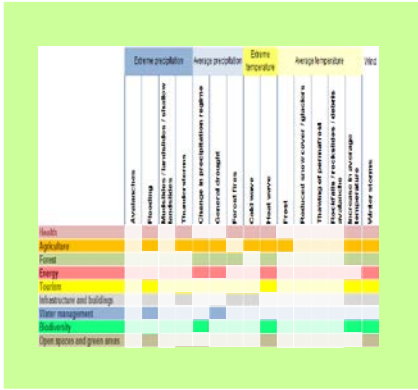 Extreme precipitation Average precipitation Extreme temperature Average temperature Wind
Avalanches
Flooding
Mudslides / landslides / shallow landslides
Thunderstorms
Change in precipitation regime
General drought
Forest fires
Cold wave
Heat wave
Frost
Reduced snow cover / glaciers
Thawing of permafrost
Rockfalls / rockslides / debris avalanche
Increase in average temperature
Winter storms
Health
Agriculture
Forest
Energy
Tourism
Infrastructure and buildings
Water management
Biodiversity
Open spaces and green areas